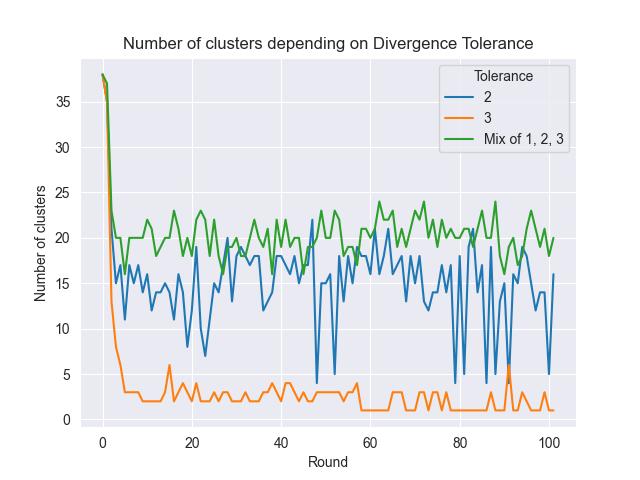 Number of clusters depending on Divergence Tolerance
Tolerance
2
3
Mix of 1, 2, 3
Number of clusters
35
30
25
20
15
10
5
0
0 20 40 60 80 100
Round